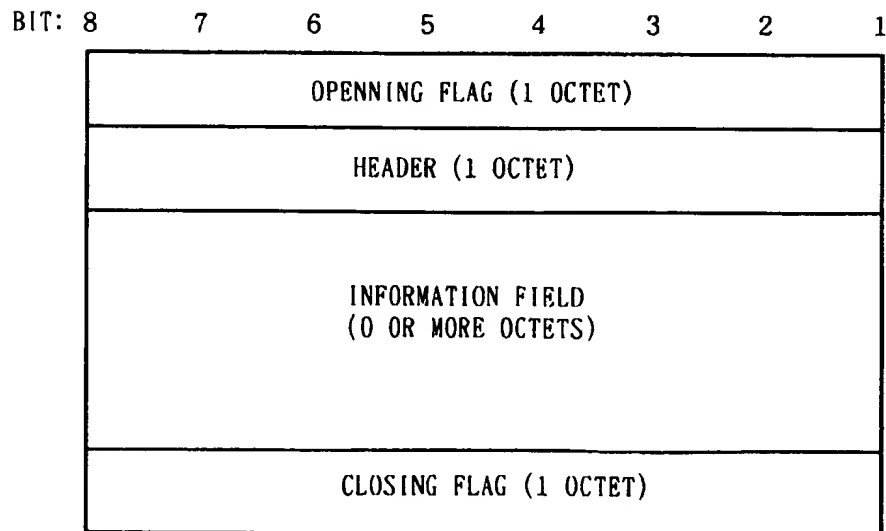 BIT: 8 7 6 5 4 3 2 1
OPENNING FLAG (1 OCTET)
HEADER (1 OCTET)
INFORMATION FIELD
(0 OR MORE OCTETS)
CLOSING FLAG (1 OCTET)